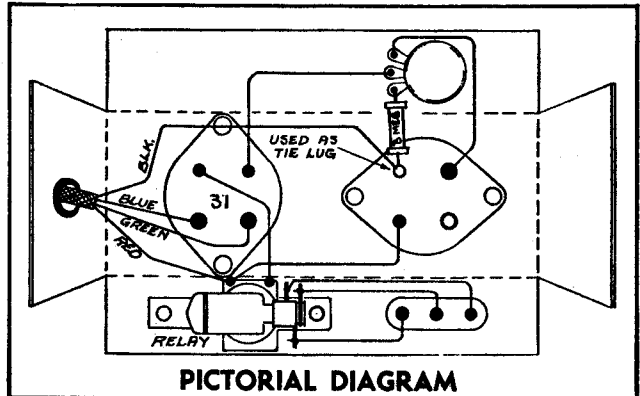 BLK.
USED AS
TIE LUG
5 MEG
31
BLUE
GREEN
RED
RELAY
PICTORIAL DIAGRAM